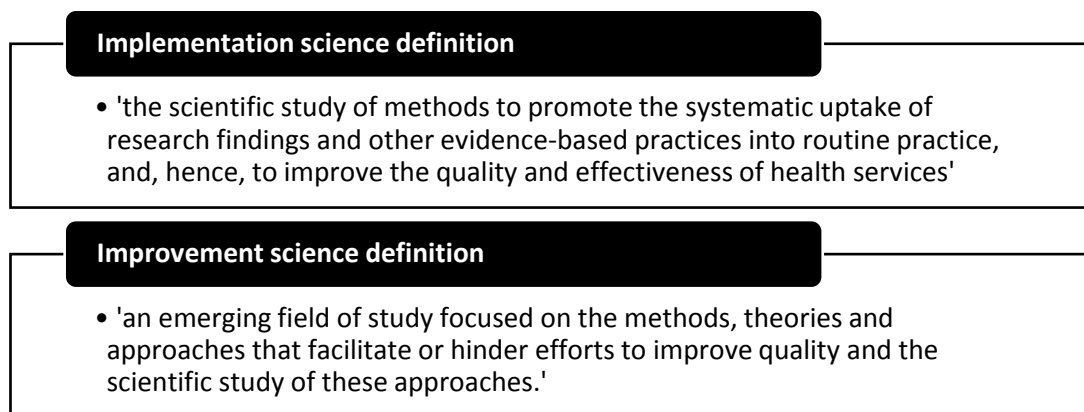 Implementation science definition
• 'the scientific study of methods to promote the systematic uptake of
research findings and other evidence-based practices into routine practice,
and, hence, to improve the quality and effectiveness of health services'
Improvement science definition
• 'an emerging field of study focused on the methods, theories and
approaches that facilitate or hinder efforts to improve quality and the
scientific study of these approaches.'